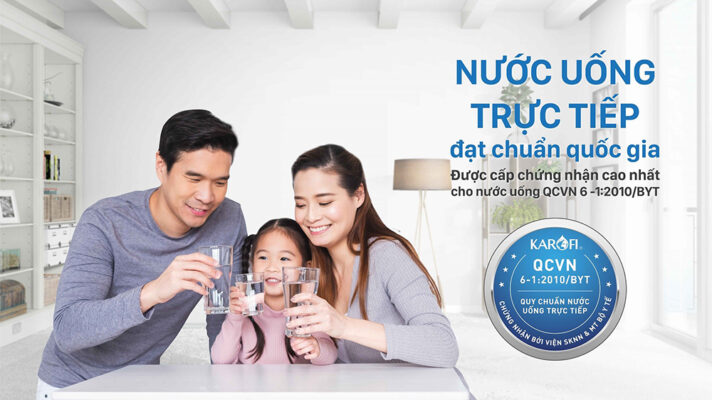 NƯỚC UỐNG
TRỰC TIẾP
đạt chuẩn quốc gia
Được cấp chứng nhận cao nhất
cho nước uống QCVN 6 -1:2010/BYT
KAROFI
QCVN
6-1:2010/BYT
QUY CHUẨN NƯỚC
UỐNG TRỰC TIẾP
CHỨNG NHẬN BỞI VIỆN SKNN & MT BỘ Y TẾ